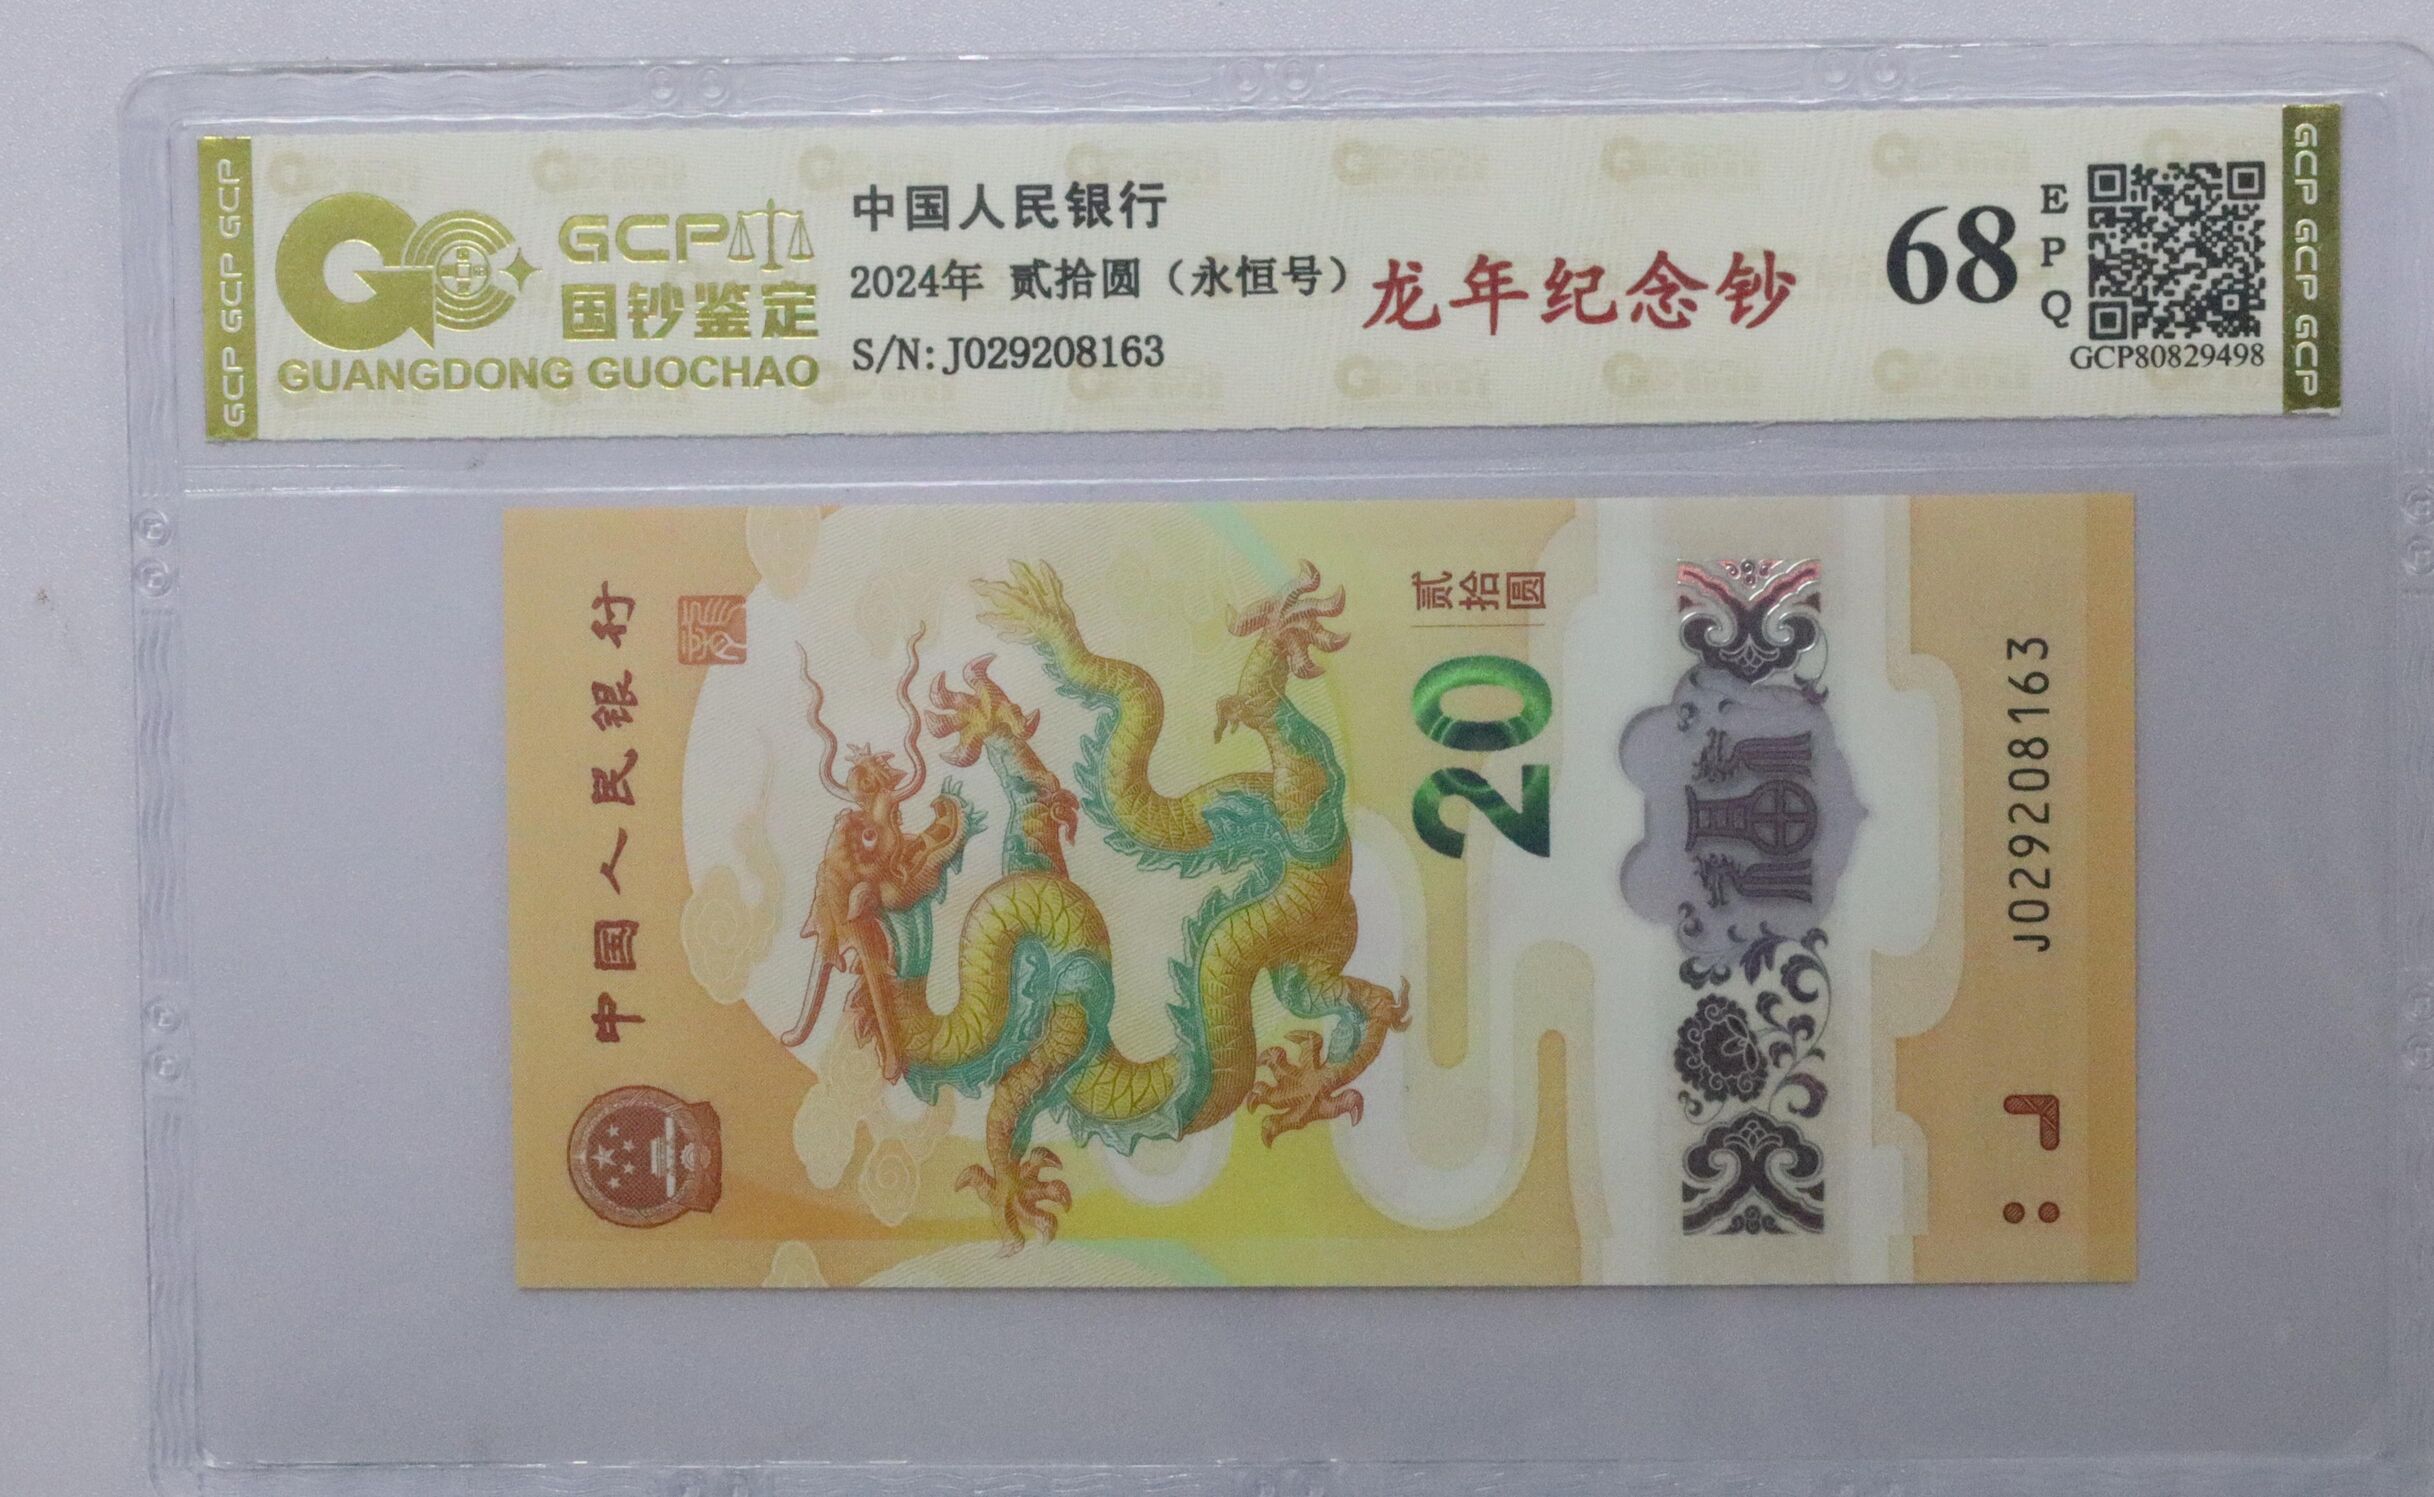 GCP GCP GCP
GCP
国钞鉴定
GUANGDONG GUOCHAO
中国人民银行
2024年 贰拾圆（永恒号）
S/N: J029208163
龙年纪念钞
68
EPQ
GCP80829498
GCP GCP GCP
中国人民银行
贰拾圆
20
J029208163